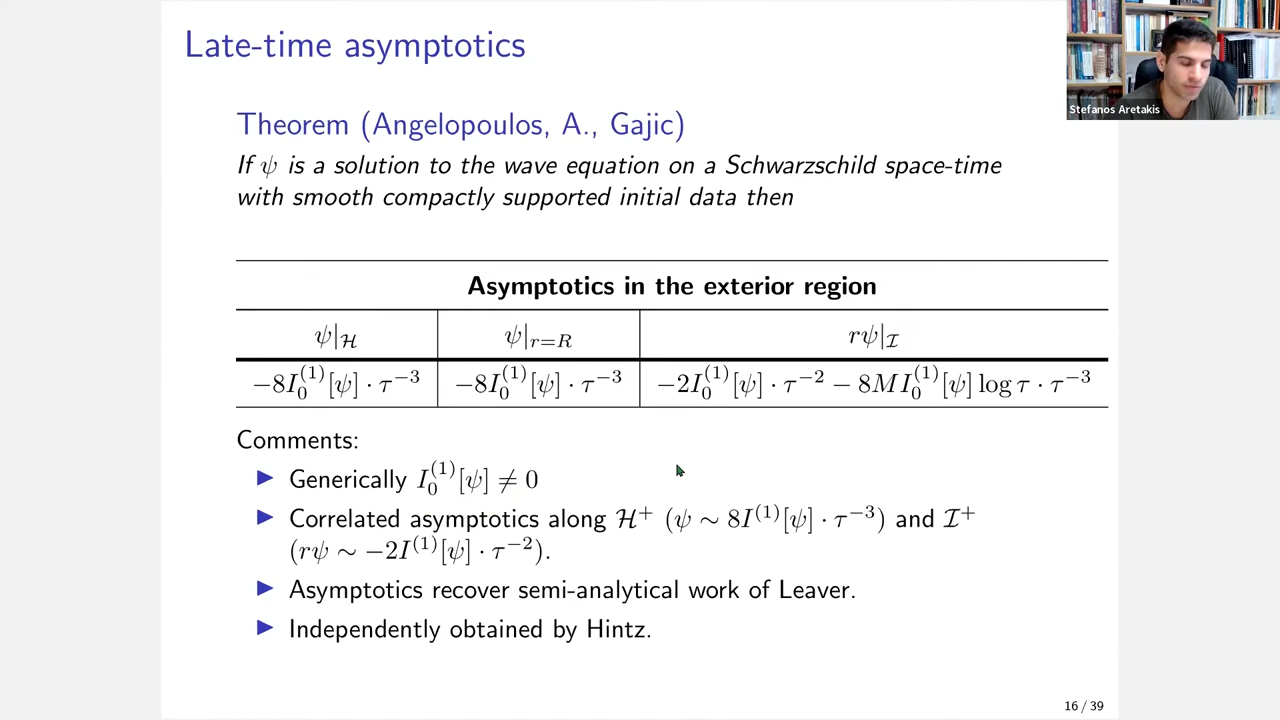 Late-time asymptotics
Stefanos Aretakis
Theorem (Angelopoulos, A., Gajic)
If ψ is a solution to the wave equation on a Schwarzschild space-time
with smooth compactly supported initial data then
Asymptotics in the exterior region
ψ|_ℋ ψ|_{r=R} rψ|_ℐ
−8I_0^{(1)}[ψ] · τ^{−3} −8I_0^{(1)}[ψ] · τ^{−3} −2I_0^{(1)}[ψ] · τ^{−2} − 8MI_0^{(1)}[ψ] log τ · τ^{−3}
Comments:
▶ Generically I_0^{(1)}[ψ] ≠ 0
▶ Correlated asymptotics along ℋ^+ (ψ ∼ 8I^{(1)}[ψ] · τ^{−3}) and ℐ^+
(rψ ∼ −2I^{(1)}[ψ] · τ^{−2}).
▶ Asymptotics recover semi-analytical work of Leaver.
▶ Independently obtained by Hintz.
16 / 39